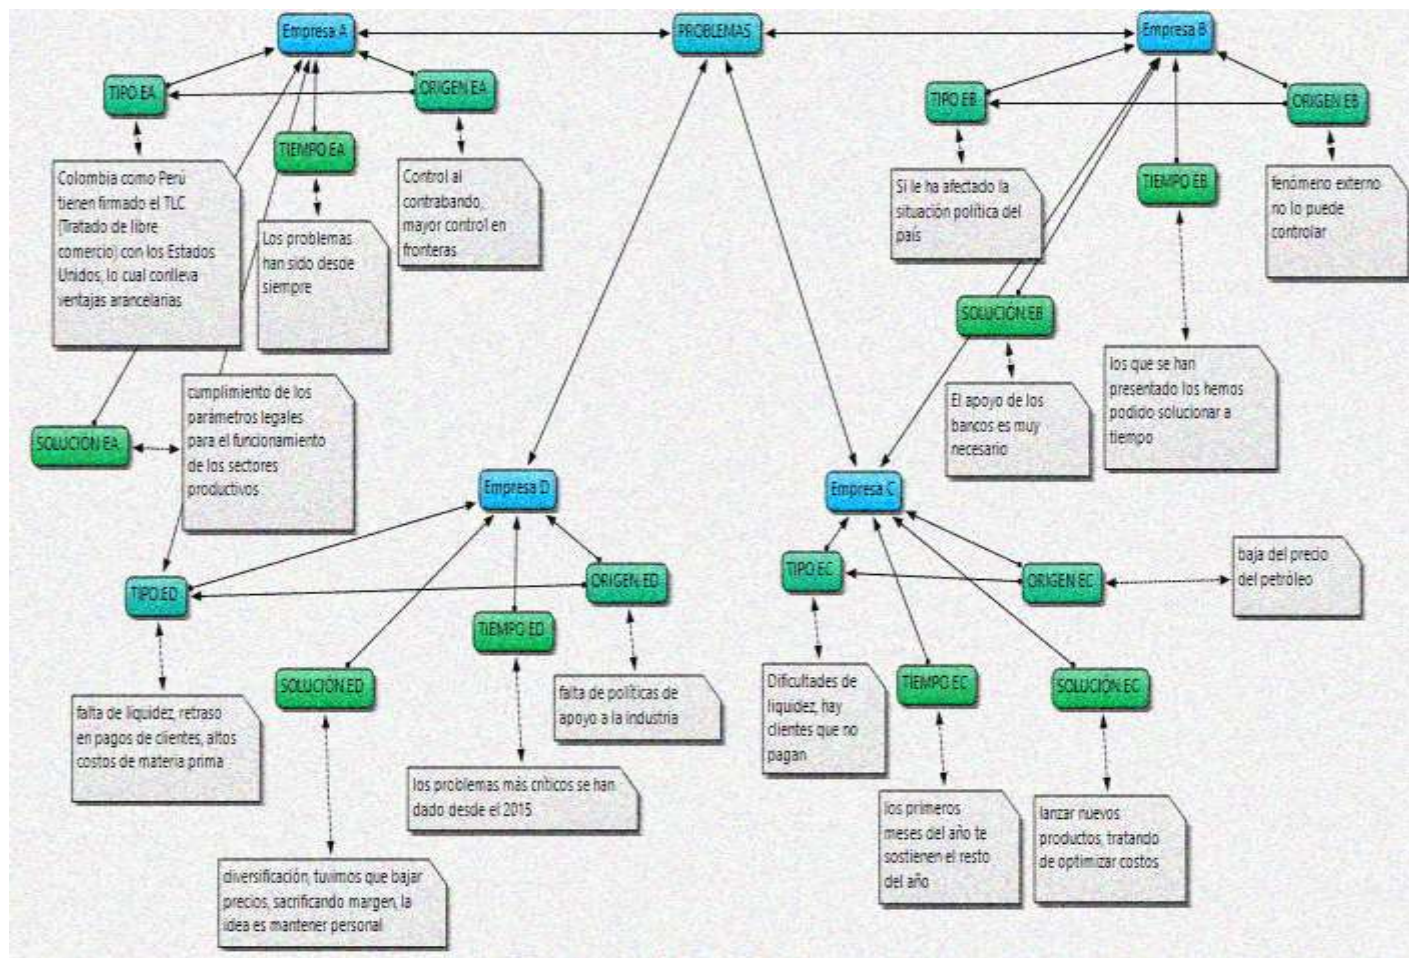 Empresa A
PROBLEMAS
Empresa B
TIPO EA
ORIGEN EA
TIEMPO EA
Colombia como Perú
tienen firmado el TLC
(Tratado de libre
comercio) con los Estados
Unidos, lo cual conlleva
ventajas arancelarias
Los problemas
han sido desde
siempre
Control al
contrabando,
mayor control en
fronteras
SOLUCIÓN EA
cumplimiento de los
parámetros legales
para el funcionamiento
de los sectores
productivos
TIPO EB
ORIGEN EB
TIEMPO EB
Si le ha afectado la
situación política del
país
fenómeno externo
no lo puede
controlar
SOLUCIÓN EB
El apoyo de los
bancos es muy
necesario
los que se han
presentado los hemos
podido solucionar a
tiempo
Empresa D
TIPO ED
ORIGEN ED
TIEMPO ED
SOLUCIÓN ED
falta de liquidez, retraso
en pagos de clientes, altos
costos de materia prima
falta de políticas de
apoyo a la industria
los problemas más críticos se han
dado desde el 2015
diversificación, tuvimos que bajar
precios, sacrificando margen, la
idea es mantener personal
Empresa C
TIPO EC
ORIGEN EC
baja del precio
del petróleo
TIEMPO EC
SOLUCIÓN EC
Dificultades de
liquidez, hay
clientes que no
pagan
los primeros
meses del año te
sostienen el resto
del año
lanzar nuevos
productos, tratando
de optimizar costos